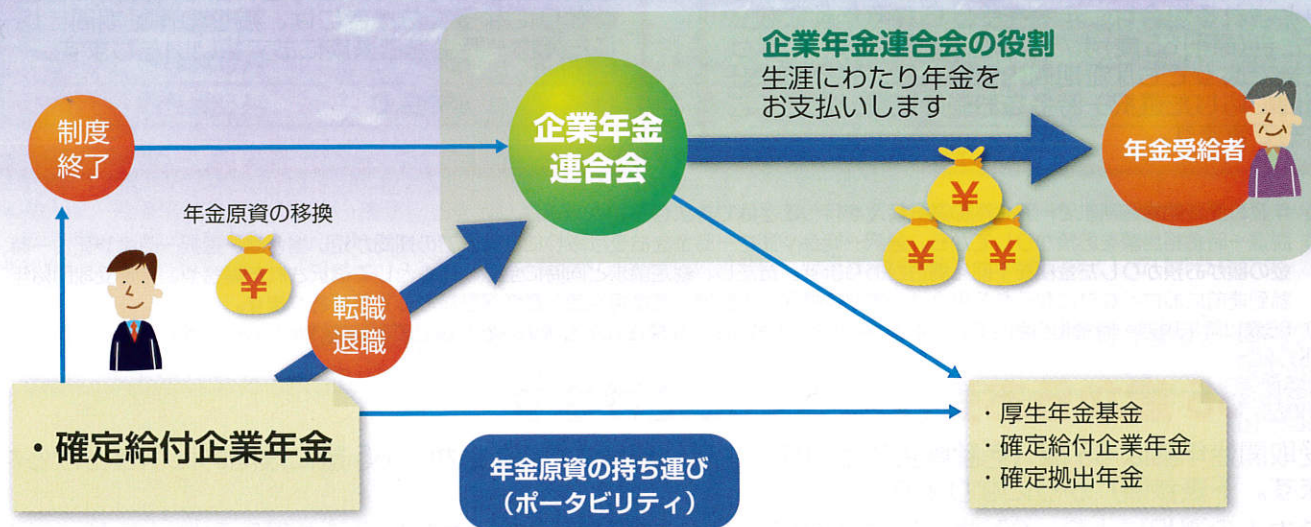 企業年金連合会の役割
生涯にわたり年金を
お支払いします
制度
終了
企業年金
連合会
年金受給者
年金原資の移換
¥
¥
¥ ¥
転職
退職
・確定給付企業年金
年金原資の持ち運び
（ポータビリティ）
・厚生年金基金
・確定給付企業年金
・確定拠出年金